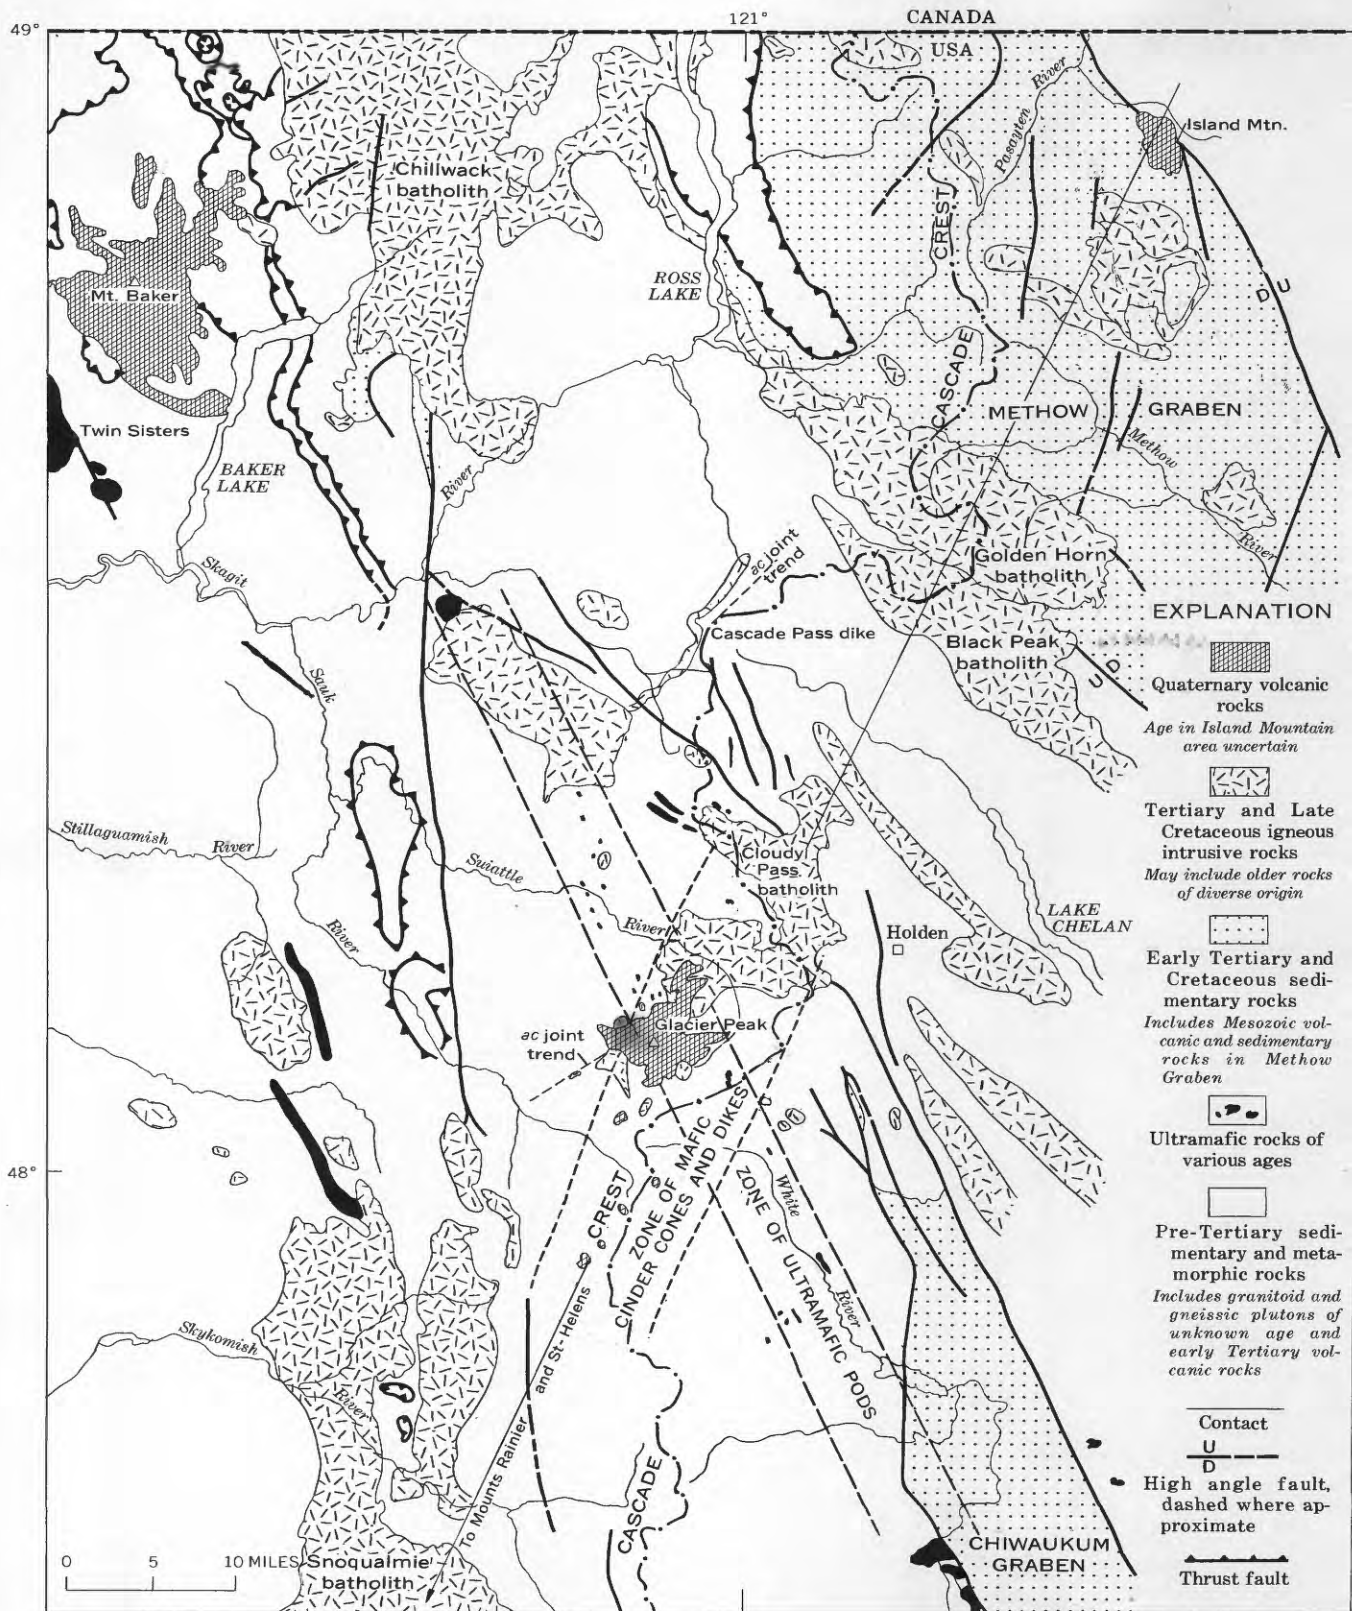 CANADA
49°
121°
USA
Pasayten River
Island Mtn.
Chillwack
batholith
CREST
ROSS
LAKE
Mt. Baker
D U
CASCADE
METHOW GRABEN
Methow
River
Twin Sisters
BAKER
LAKE
River
Skagit
ac joint
trend
Golden Horn
batholith
Cascade Pass dike
Black Peak
batholith
U D
Sauk
Stillaguamish River
Suiattle
River
Cloudy
Pass
batholith
River
Holden
LAKE
CHELAN
Glacier Peak
ac joint
trend
48°
CREST
ZONE OF MAFIC
CINDER CONES AND DIKES
White
River
ZONE OF ULTRAMAFIC PODS
Skykomish
River
To Mounts Rainier and St. Helens
CASCADE
CHIWAUKUM
GRABEN
0 5 10 MILES
Snoqualmie
batholith
EXPLANATION
Quaternary volcanic
rocks
Age in Island Mountain
area uncertain
Tertiary and Late
Cretaceous igneous
intrusive rocks
May include older rocks
of diverse origin
Early Tertiary and
Cretaceous sedi-
mentary rocks
Includes Mesozoic vol-
canic and sedimentary
rocks in Methow
Graben
Ultramafic rocks of
various ages
Pre-Tertiary sedi-
mentary and meta-
morphic rocks
Includes granitoid and
gneissic plutons of
unknown age and
early Tertiary vol-
canic rocks
Contact
U
D
High angle fault,
dashed where ap-
proximate
Thrust fault